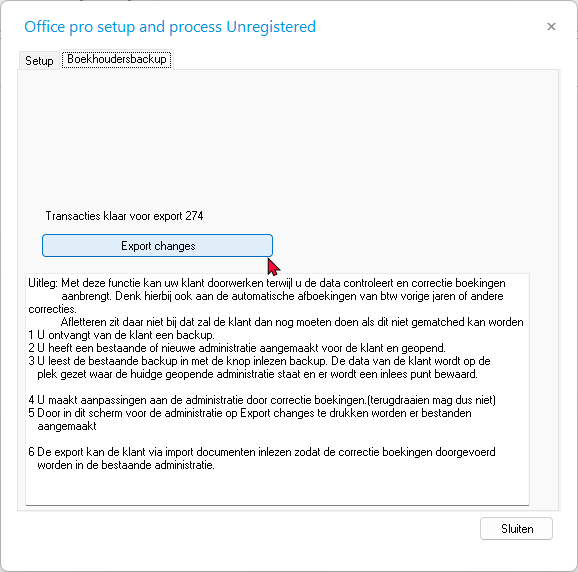 Office pro setup and process Unregistered
Setup
Boekhoudersbackup
Transacties klaar voor export 274
Export changes
Uitleg: Met deze functie kan uw klant doorwerken terwijl u de data controleert en correctie boekingen
aanbrengt. Denk hierbij ook aan de automatische afboekingen van btw vorige jaren of andere
correcties.
Afletteren zit daar niet bij dat zal de klant dan nog moeten doen als dit niet gematched kan worden
1 U ontvangt van de klant een backup.
2 U heeft een bestaande of nieuwe administratie aangemaakt voor de klant en geopend.
3 U leest de bestaande backup in met de knop inlezen backup. De data van de klant wordt op de
plek gezet waar de huidge geopende administratie staat en er wordt een inlees punt bewaard.
4 U maakt aanpassingen aan de administratie door correctie boekingen.(terugdraaien mag dus niet)
5 Door in dit scherm voor de administratie op Export changes te drukken worden er bestanden
aangemaakt
6 De export kan de klant via import documenten inlezen zodat de correctie boekingen doorgevoerd
worden in de bestaande administratie.
Sluiten